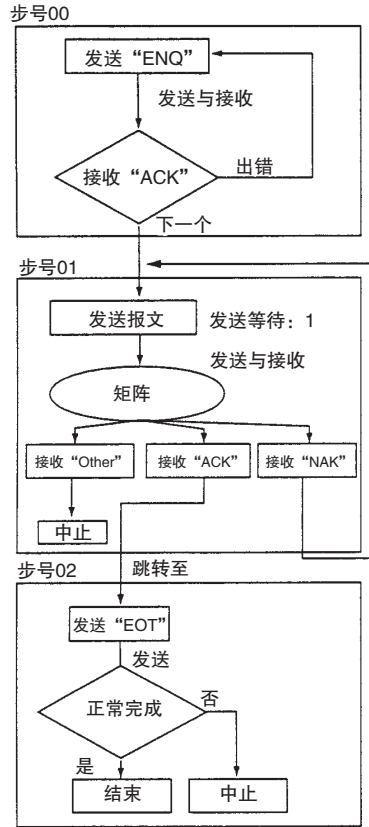 步号00
发送“ENQ”
发送与接收
接收“ACK”
出错
下一个
步号01
发送报文
发送等待：1
发送与接收
矩阵
接收“Other”
接收“ACK”
接收“NAK”
中止
步号02
跳转至
发送“EOT”
发送
正常完成
否
是
结束
中止